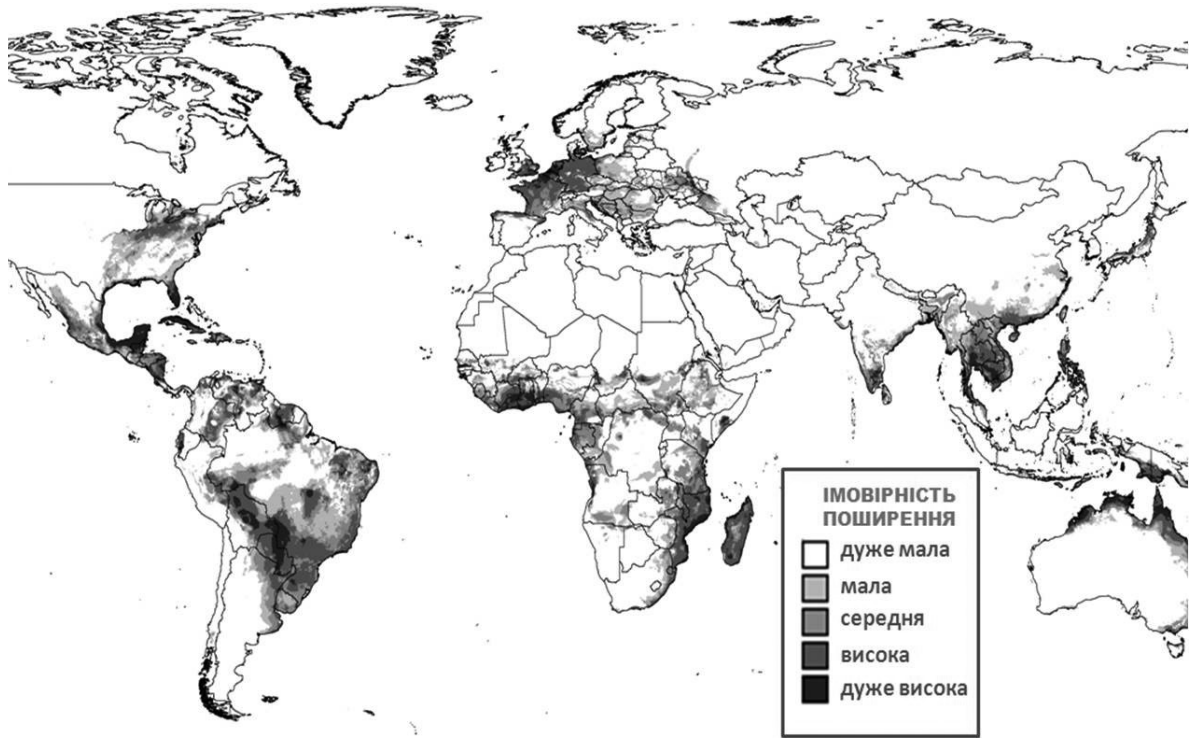 ІМОВІРНІСТЬ
ПОШИРЕННЯ
дуже мала
мала
середня
висока
дуже висока